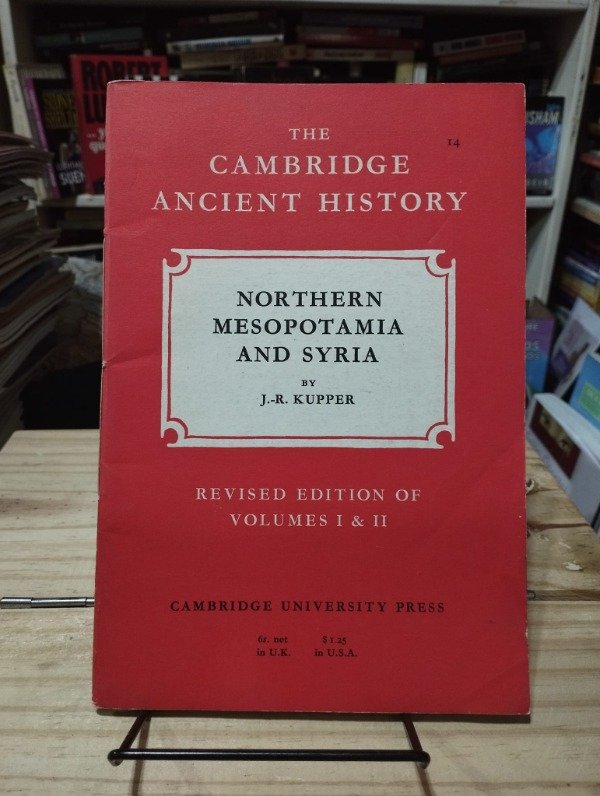 THE
14
CAMBRIDGE
ANCIENT HISTORY
NORTHERN
MESOPOTAMIA
AND SYRIA
BY
J.-R. KUPPER
REVISED EDITION OF
VOLUMES I & II
CAMBRIDGE UNIVERSITY PRESS
6s. net $1.25
in U.K. in U.S.A.
ROBERT